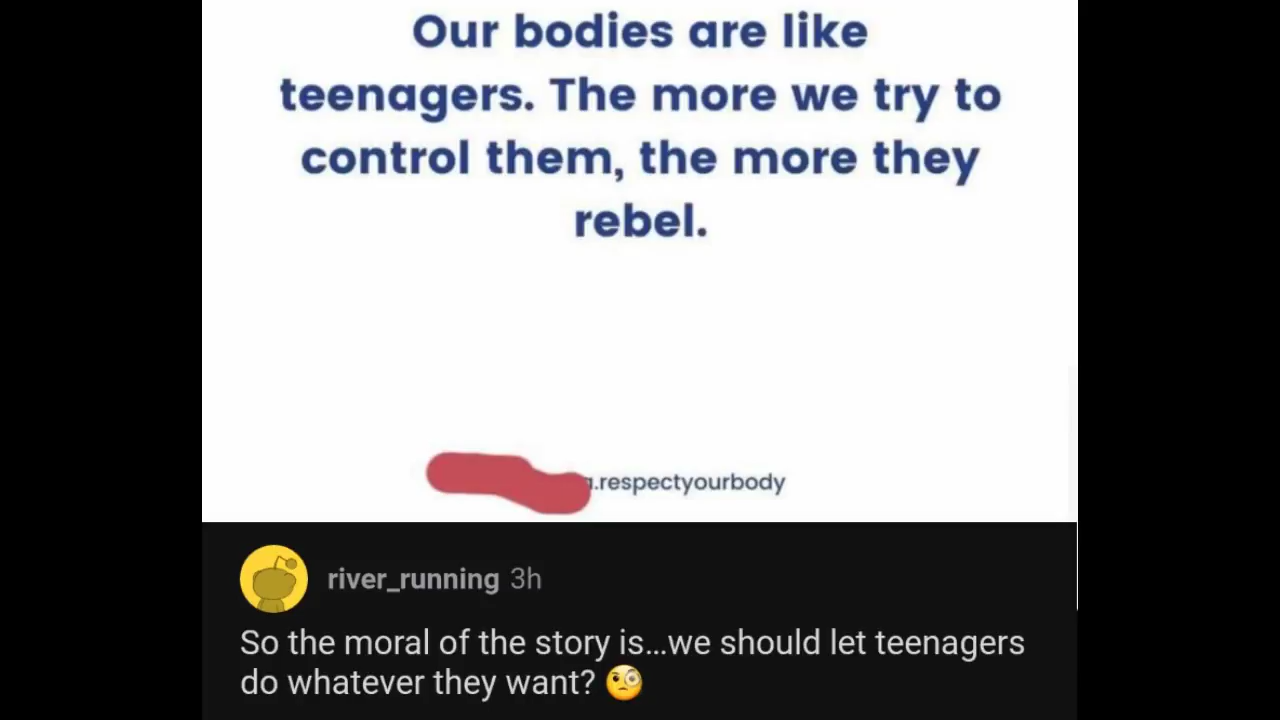 Our bodies are like
teenagers. The more we try to
control them, the more they
rebel.
.respectyourbody
river_running 3h
So the moral of the story is...we should let teenagers
do whatever they want? 🧐